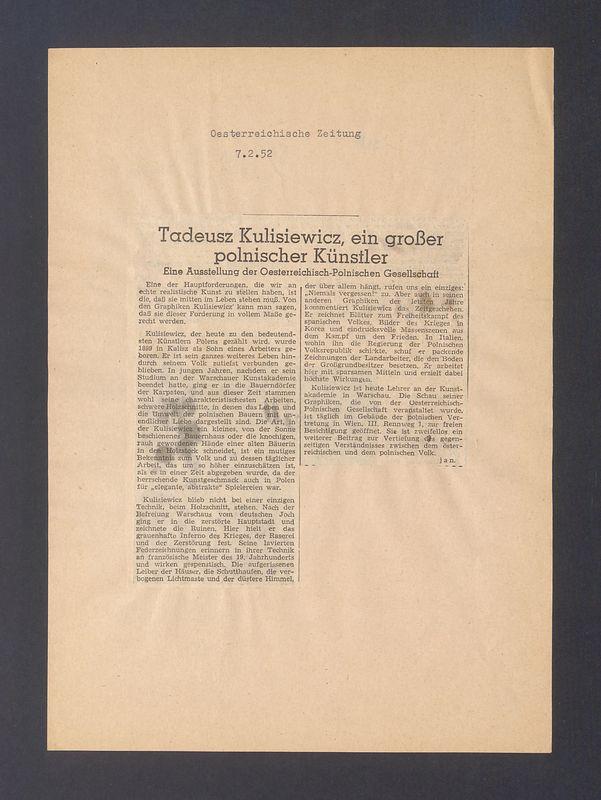 Oesterreichische Zeitung
7.2.52
Tadeusz Kulisiewicz, ein großer
polnischer Künstler
Eine Ausstellung der Oesterreichisch-Polnischen Gesellschaft
Eine der Hauptforderungen, die wir an
echte realistische Kunst zu stellen haben, ist
die, daß sie mitten im Leben stehen muß. Von
den Graphiken Kulisiewicz' kann man sagen,
daß sie dieser Forderung in vollem Maße ge-
recht werden.
Kulisiewicz, der heute zu den bedeutend-
sten Künstlern Polens gezählt wird, wurde
1899 in Kalisz als Sohn eines Arbeiters ge-
boren. Er ist sein ganzes weiteres Leben hin-
durch seinem Volk zutiefst verbunden ge-
blieben. In jungen Jahren, nachdem er sein
Studium an der Warschauer Kunstakademie
beendet hatte, ging er in die Bauerndörfer
der Karpaten, und aus dieser Zeit stammen
wohl seine charakteristischesten Arbeiten,
schwere Holzschnitte, in denen das Leben und
die Umwelt der polnischen Bauern mit un-
endlicher Liebe dargestellt sind. Die Art, in
der Kulisiewicz ein kleines, von der Sonne
beschienenes Bauernhaus oder die knochigen,
rauh gewordenen Hände einer alten Bäuerin
in den Holzstock schneidet, ist ein mutiges
Bekenntnis zum Volk und zu dessen täglicher
Arbeit, das um so höher einzuschätzen ist,
als es in einer Zeit abgegeben wurde, da der
herrschende Kunstgeschmack auch in Polen
für „elegante, abstrakte" Spielereien war.
Kulisiewicz blieb nicht bei einer einzigen
Technik, beim Holzschnitt, stehen. Nach der
Befreiung Warschaus vom deutschen Joch
ging er in die zerstörte Hauptstadt und
zeichnete die Ruinen. Hier hielt er das
grauenhafte Inferno des Krieges, der Raserei
und der Zerstörung fest. Seine lavierten
Federzeichnungen erinnern in ihrer Technik
an französische Meister des 19. Jahrhunderts
und wirken gespenstisch. Die aufgerissenen
Leiber der Häuser, die Schutthaufen, die ver-
bogenen Lichtmaste und der düstere Himmel,
der über allem hängt, rufen uns ein einziges:
„Niemals vergessen!" zu. Aber auch in seinen
anderen Graphiken der letzten Jahre
kommentiert Kulisiewicz das Zeitgeschehen.
Er zeichnet Blätter zum Freiheitskampf des
spanischen Volkes, Bilder des Krieges in
Korea und eindrucksvolle Massenszenen aus
dem Kampf um den Frieden. In Italien,
wohin ihn die Regierung der Polnischen
Volksrepublik schickte, schuf er packende
Zeichnungen der Landarbeiter, die den Boden
der Großgrundbesitzer besetzen. Er arbeitet
hier mit sparsamen Mitteln und erzielt dabei
höchste Wirkungen.
Kulisiewicz ist heute Lehrer an der Kunst-
akademie in Warschau. Die Schau seiner
Graphiken, die von der Oesterreichisch-
Polnischen Gesellschaft veranstaltet wurde,
ist täglich im Gebäude der polnischen Ver-
tretung in Wien, III. Rennweg 1, zur freien
Besichtigung geöffnet. Sie ist zweifellos ein
weiterer Beitrag zur Vertiefung des gegen-
seitigen Verständnisses zwischen dem öster-
reichischen und dem polnischen Volk.
jan.